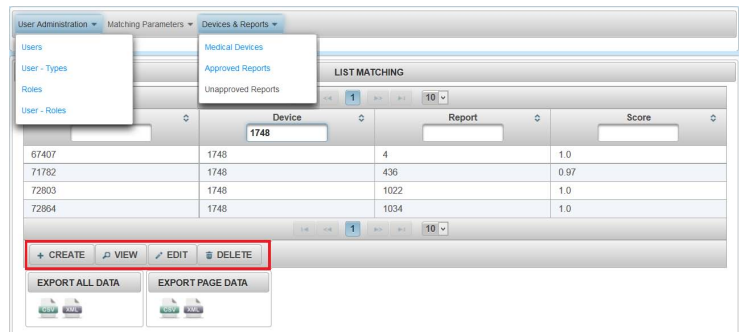 User Administration Matching Parameters Devices & Reports
Users
User - Types
Roles
User - Roles
Medical Devices
Approved Reports
Unapproved Reports
LIST MATCHING
1 10
Device Report Score
1748
67407 1748 4 1.0
71782 1748 436 0.97
72803 1748 1022 1.0
72864 1748 1034 1.0
1 10
+ CREATE VIEW EDIT DELETE
EXPORT ALL DATA EXPORT PAGE DATA
CSV XML CSV XML